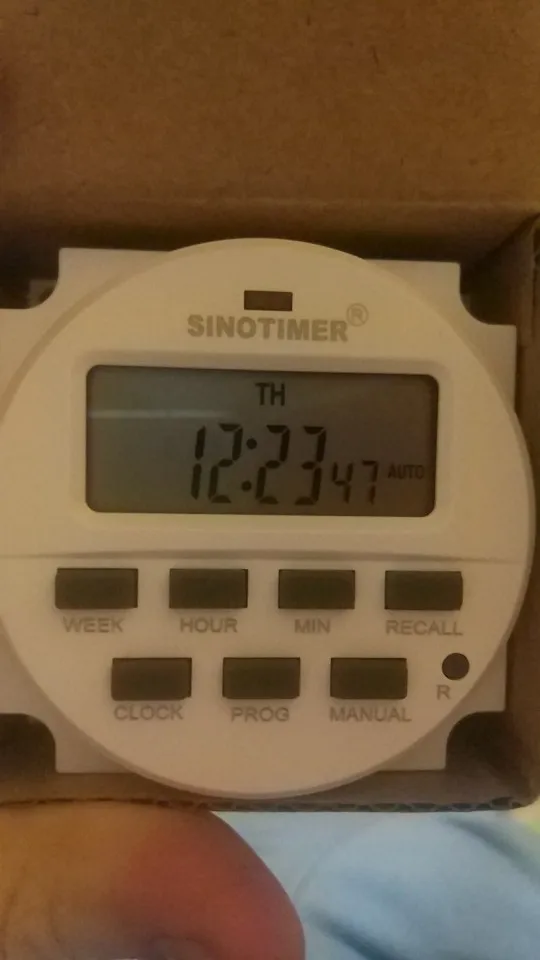 SINOTIMER®
TH
12:23 47 AUTO
WEEK HOUR MIN RECALL
CLOCK PROG MANUAL R